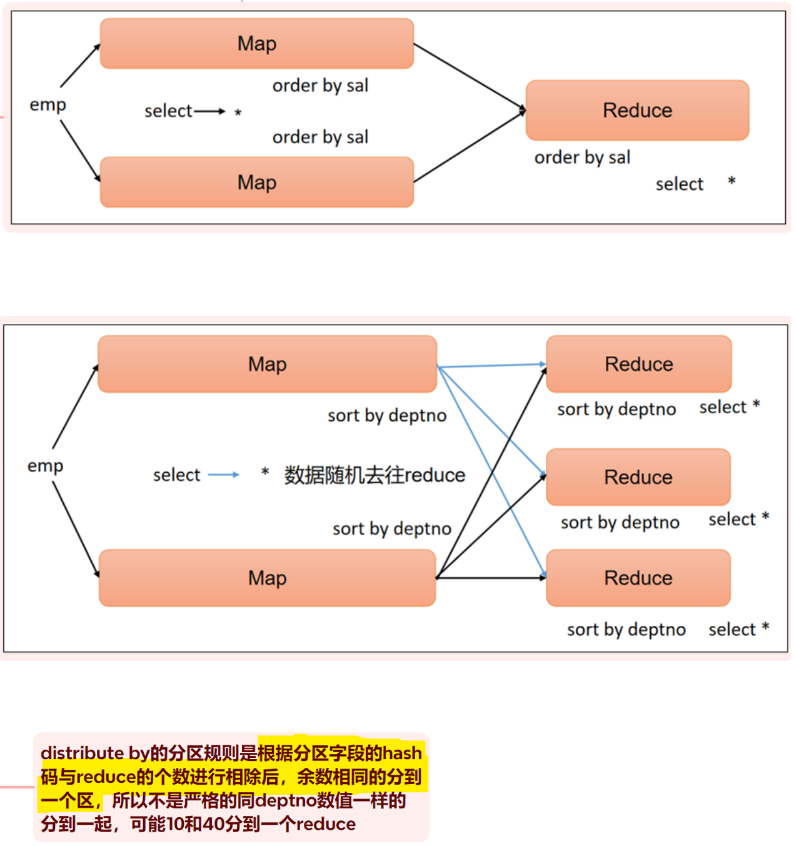 Map
order by sal
emp
select
*
order by sal
Map
Reduce
order by sal
select *
Map
sort by deptno
emp
select
* 数据随机去往reduce
sort by deptno
Map
Reduce
sort by deptno select *
Reduce
sort by deptno select *
Reduce
sort by deptno select *
distribute by的分区规则是根据分区字段的hash
码与reduce的个数进行相除后，余数相同的分到
一个区，所以不是严格的同deptno数值一样的
分到一起，可能10和40分到一个reduce